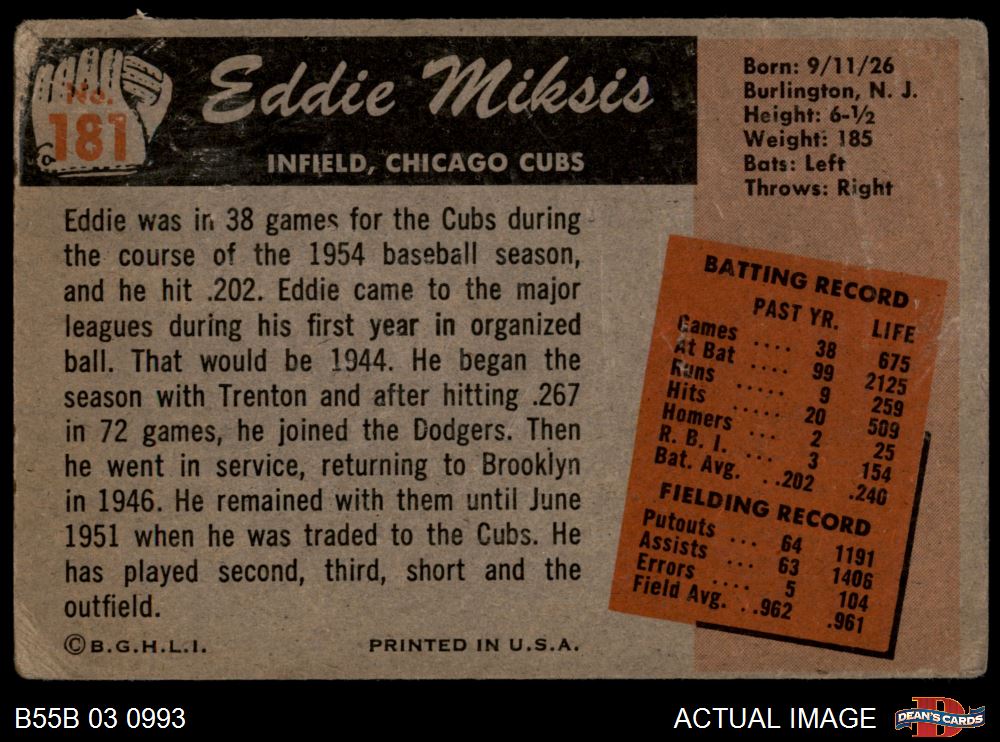 No.
181
Eddie Miksis
INFIELD, CHICAGO CUBS
Born: 9/11/26
Burlington, N. J.
Height: 6-½
Weight: 185
Bats: Left
Throws: Right
Eddie was in 38 games for the Cubs during
the course of the 1954 baseball season,
and he hit .202. Eddie came to the major
leagues during his first year in organized
ball. That would be 1944. He began the
season with Trenton and after hitting .267
in 72 games, he joined the Dodgers. Then
he went in service, returning to Brooklyn
in 1946. He remained with them until June
1951 when he was traded to the Cubs. He
has played second, third, short and the
outfield.
©B.G.H.L.I. PRINTED IN U.S.A.
BATTING RECORD
PAST YR. LIFE
Games .... 38 675
At Bat .... 99 2125
Runs ..... 9 259
Hits ..... 20 509
Homers ... 2 25
R. B. I. ... 3 154
Bat. Avg. ..202 .240
FIELDING RECORD
Putouts ... 64 1191
Assists ... 63 1406
Errors .... 5 104
Field Avg. ..962 .961
B55B 03 0993
ACTUAL IMAGE
D
DEAN'S CARDS